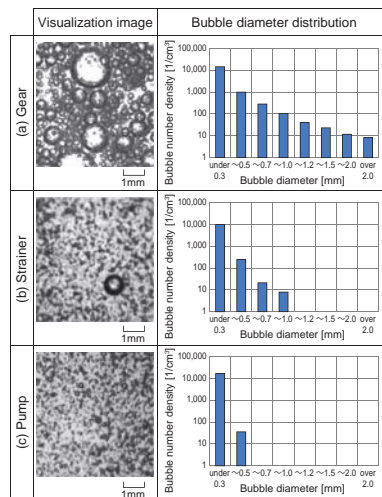 Visualization image
Bubble diameter distribution
(a) Gear
1mm
Bubble number density [1/cm³]
100,000
10,000
1,000
100
10
1
under 0.3
~0.5
~0.7
~1.0
~1.2
~1.5
~2.0
over 2.0
Bubble diameter [mm]
(b) Strainer
1mm
Bubble number density [1/cm³]
100,000
10,000
1,000
100
10
1
under 0.3
~0.5
~0.7
~1.0
~1.2
~1.5
~2.0
over 2.0
Bubble diameter [mm]
(c) Pump
1mm
Bubble number density [1/cm³]
100,000
10,000
1,000
100
10
1
under 0.3
~0.5
~0.7
~1.0
~1.2
~1.5
~2.0
over 2.0
Bubble diameter [mm]